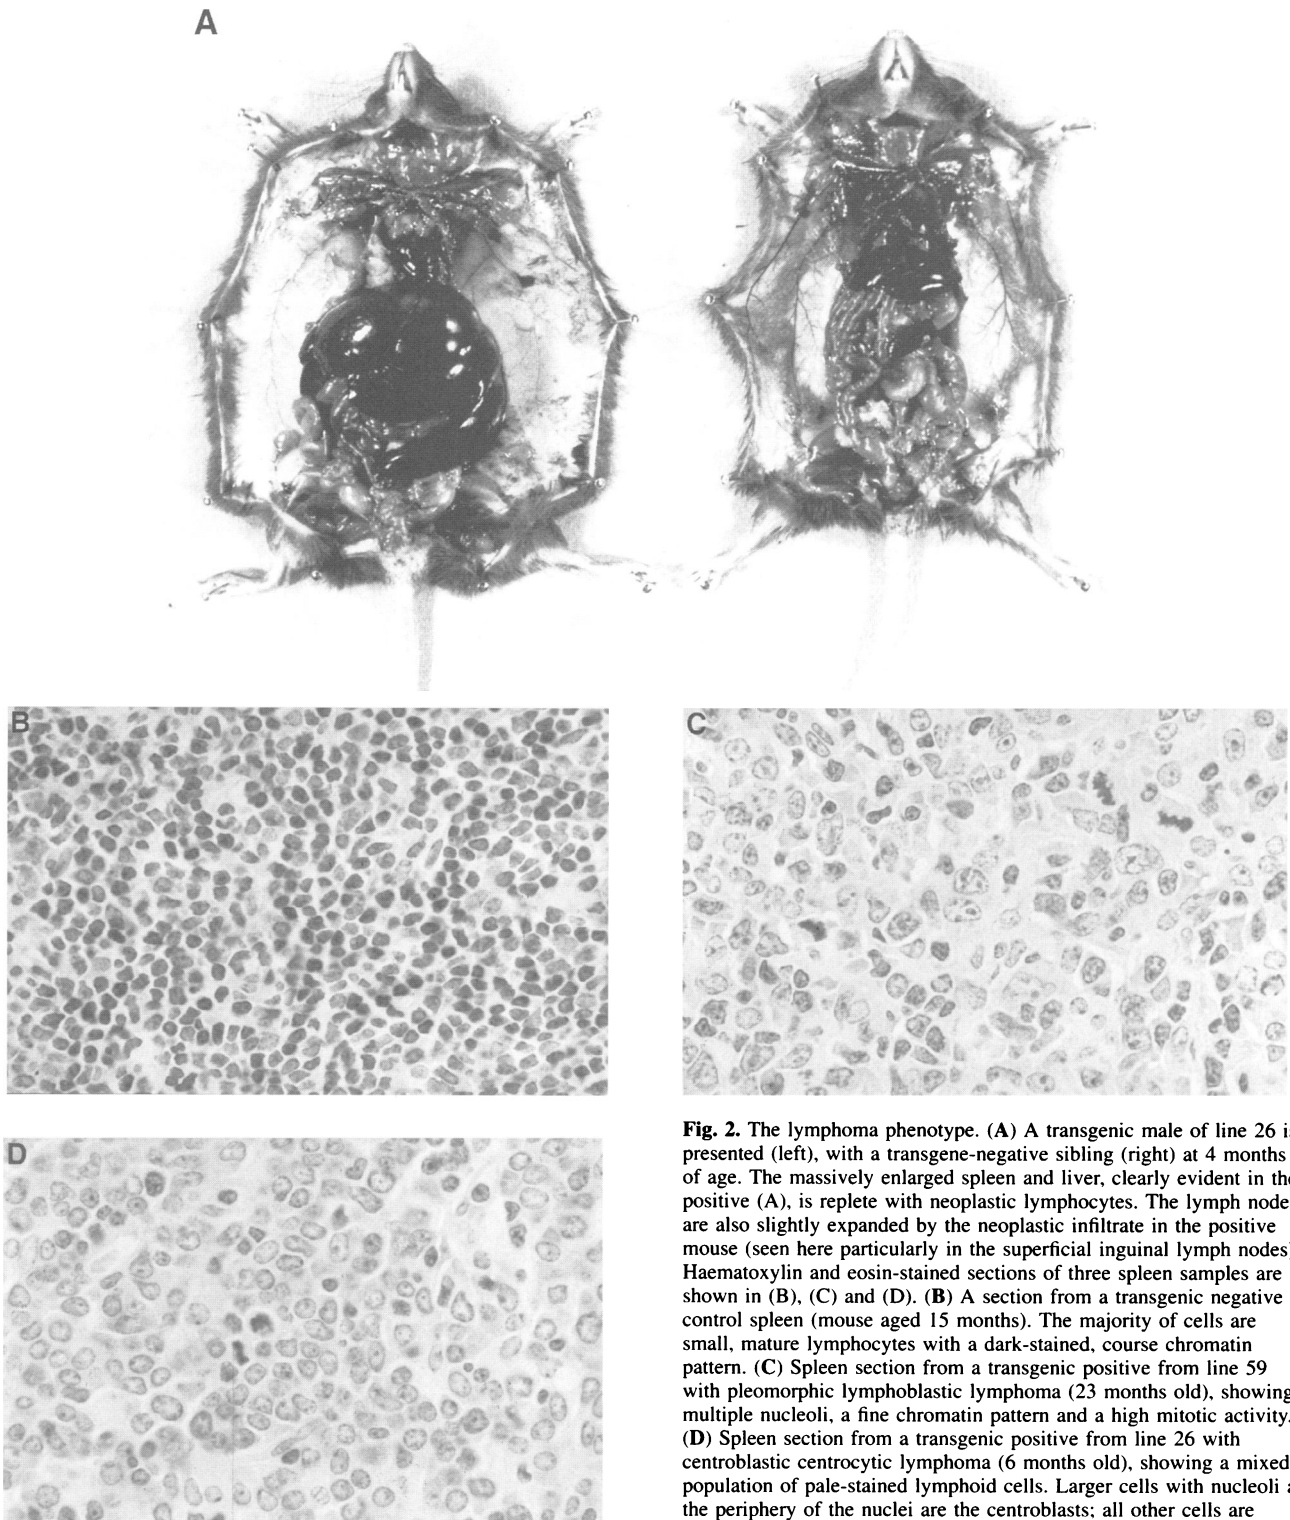 A
B
C
D
Fig. 2. The lymphoma phenotype. (A) A transgenic male of line 26 is
presented (left), with a transgene-negative sibling (right) at 4 months
of age. The massively enlarged spleen and liver, clearly evident in the
positive (A), is replete with neoplastic lymphocytes. The lymph node
are also slightly expanded by the neoplastic infiltrate in the positive
mouse (seen here particularly in the superficial inguinal lymph nodes)
Haematoxylin and eosin-stained sections of three spleen samples are
shown in (B), (C) and (D). (B) A section from a transgenic negative
control spleen (mouse aged 15 months). The majority of cells are
small, mature lymphocytes with a dark-stained, course chromatin
pattern. (C) Spleen section from a transgenic positive from line 59
with pleomorphic lymphoblastic lymphoma (23 months old), showing
multiple nucleoli, a fine chromatin pattern and a high mitotic activity.
(D) Spleen section from a transgenic positive from line 26 with
centroblastic centrocytic lymphoma (6 months old), showing a mixed
population of pale-stained lymphoid cells. Larger cells with nucleoli a
the periphery of the nuclei are the centroblasts; all other cells are